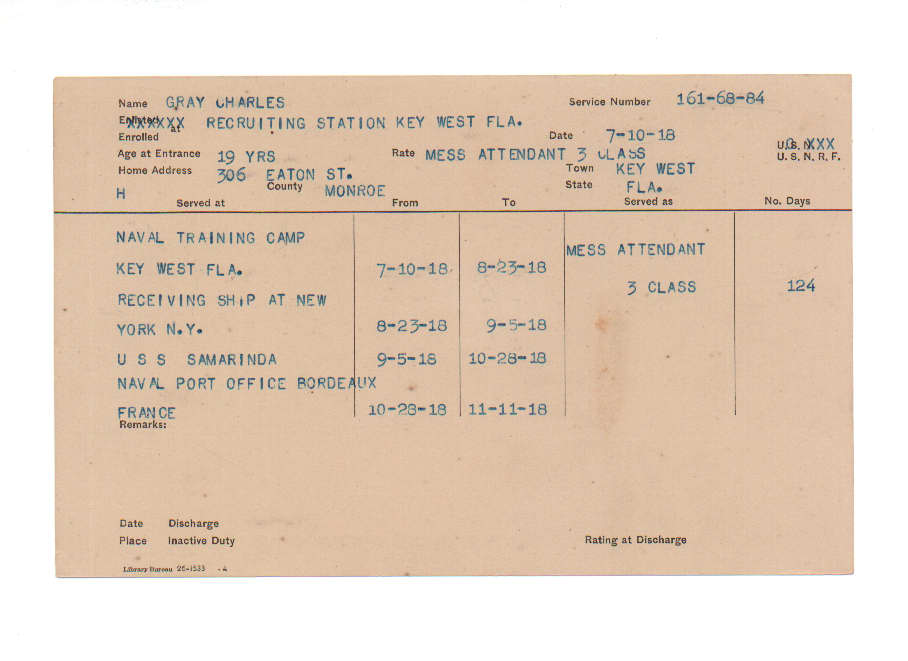 Name GRAY CHARLES Service Number 161-68-84
Enlisted XXXXXX at RECRUITING STATION KEY WEST FLA.
Enrolled Date 7-10-18
Age at Entrance 19 YRS Rate MESS ATTENDANT 3 CLASS U.S.N. XXX
U. S. N. R. F.
Home Address 306 EATON ST. Town KEY WEST
H County MONROE State FLA.
Served at From To Served as No. Days
NAVAL TRAINING CAMP
MESS ATTENDANT
KEY WEST FLA. 7-10-18 8-23-18
3 CLASS 124
RECEIVING SHIP AT NEW
YORK N.Y. 8-23-18 9-5-18
U S S SAMARINDA 9-5-18 10-28-18
NAVAL PORT OFFICE BORDEAUX
FRANCE 10-28-18 11-11-18
Remarks:
Date Discharge
Place Inactive Duty Rating at Discharge
Library Bureau 26-1533 -A